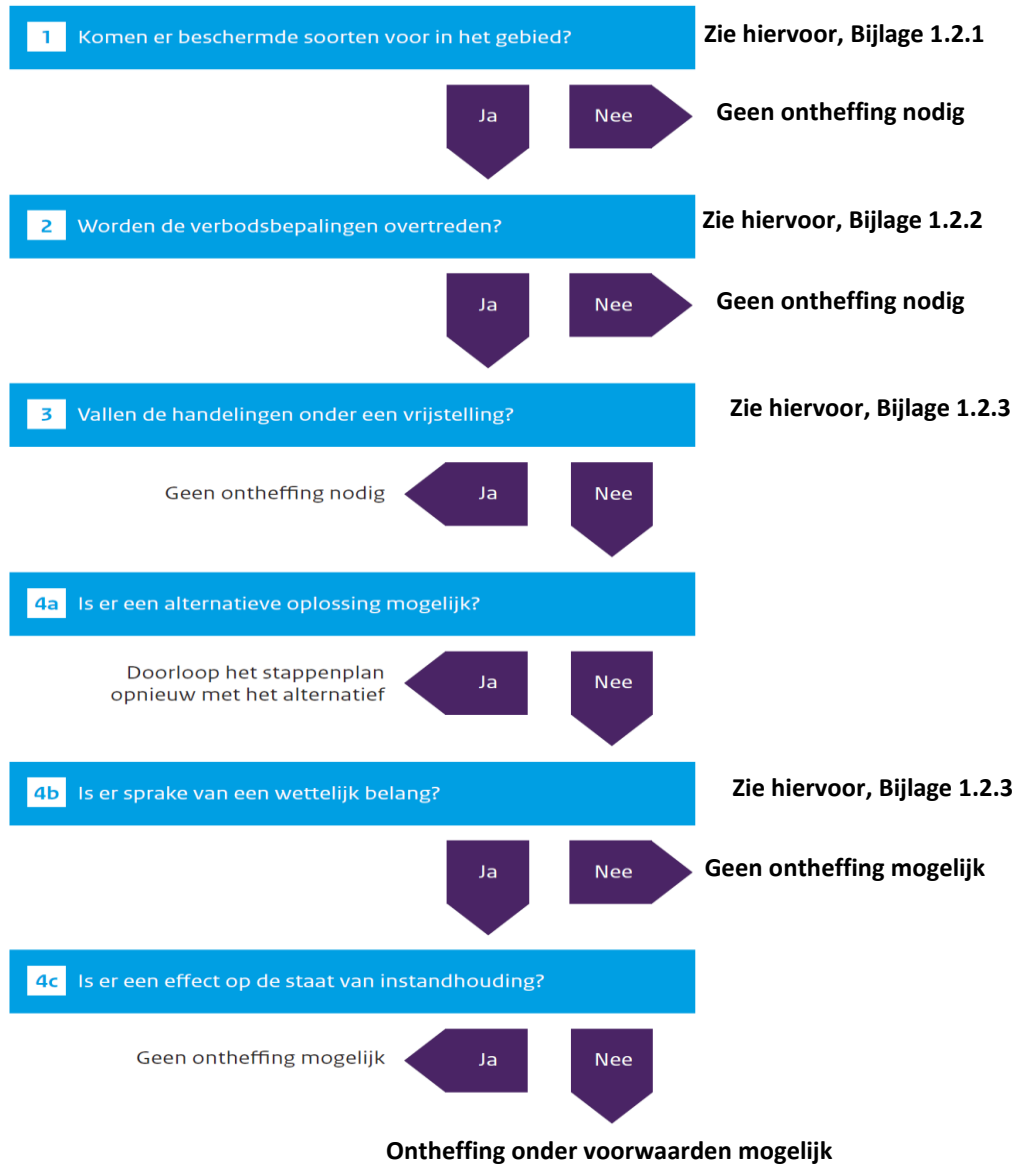 1 Komen er beschermde soorten voor in het gebied?
Zie hiervoor, Bijlage 1.2.1
Ja
Nee
Geen ontheffing nodig
2 Worden de verbodsbepalingen overtreden?
Zie hiervoor, Bijlage 1.2.2
Ja
Nee
Geen ontheffing nodig
3 Vallen de handelingen onder een vrijstelling?
Zie hiervoor, Bijlage 1.2.3
Geen ontheffing nodig
Ja
Nee
4a Is er een alternatieve oplossing mogelijk?
Doorloop het stappenplan
opnieuw met het alternatief
Ja
Nee
4b Is er sprake van een wettelijk belang?
Zie hiervoor, Bijlage 1.2.3
Ja
Nee
Geen ontheffing mogelijk
4c Is er een effect op de staat van instandhouding?
Geen ontheffing mogelijk
Ja
Nee
Ontheffing onder voorwaarden mogelijk